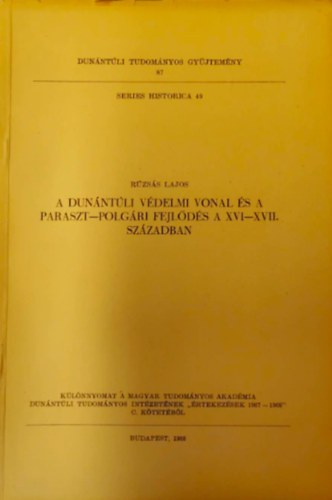 DUNÁNTÚLI TUDOMÁNYOS GYŰJTEMÉNY
87
SERIES HISTORICA 49
RÚZSÁS LAJOS
A DUNÁNTÚLI VÉDELMI VONAL ÉS A
PARASZT—POLGÁRI FEJLŐDÉS A XVI—XVII.
SZÁZADBAN
KÜLÖNNYOMAT A MAGYAR TUDOMÁNYOS AKADÉMIA
DUNÁNTÚLI TUDOMÁNYOS INTÉZETÉNEK „ÉRTEKEZÉSEK 1967—1968”
C. KÖTETÉBŐL
BUDAPEST, 1968